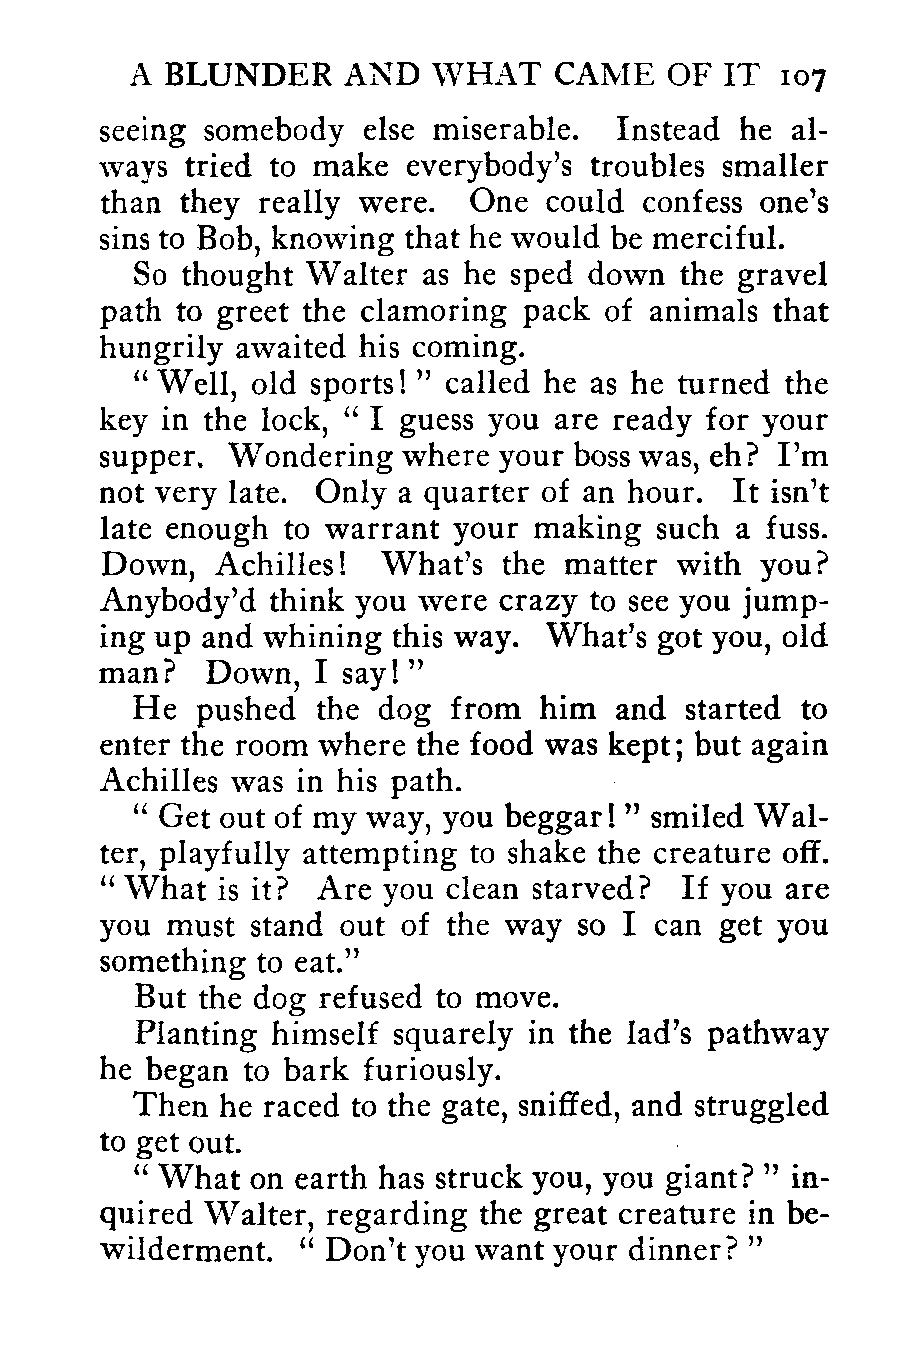 A BLUNDER AND WHAT CAME OF IT 107
seeing somebody else miserable. Instead he al-
ways tried to make everybody's troubles smaller
than they really were. One could confess one's
sins to Bob, knowing that he would be merciful.
So thought Walter as he sped down the gravel
path to greet the clamoring pack of animals that
hungrily awaited his coming.
"Well, old sports!" called he as he turned the
key in the lock, "I guess you are ready for your
supper. Wondering where your boss was, eh? I'm
not very late. Only a quarter of an hour. It isn't
late enough to warrant your making such a fuss.
Down, Achilles! What's the matter with you?
Anybody'd think you were crazy to see you jump-
ing up and whining this way. What's got you, old
man? Down, I say!"
He pushed the dog from him and started to
enter the room where the food was kept; but again
Achilles was in his path.
"Get out of my way, you beggar!" smiled Wal-
ter, playfully attempting to shake the creature off.
"What is it? Are you clean starved? If you are
you must stand out of the way so I can get you
something to eat."
But the dog refused to move.
Planting himself squarely in the lad's pathway
he began to bark furiously.
Then he raced to the gate, sniffed, and struggled
to get out.
"What on earth has struck you, you giant?" in-
quired Walter, regarding the great creature in be-
wilderment. "Don't you want your dinner?"